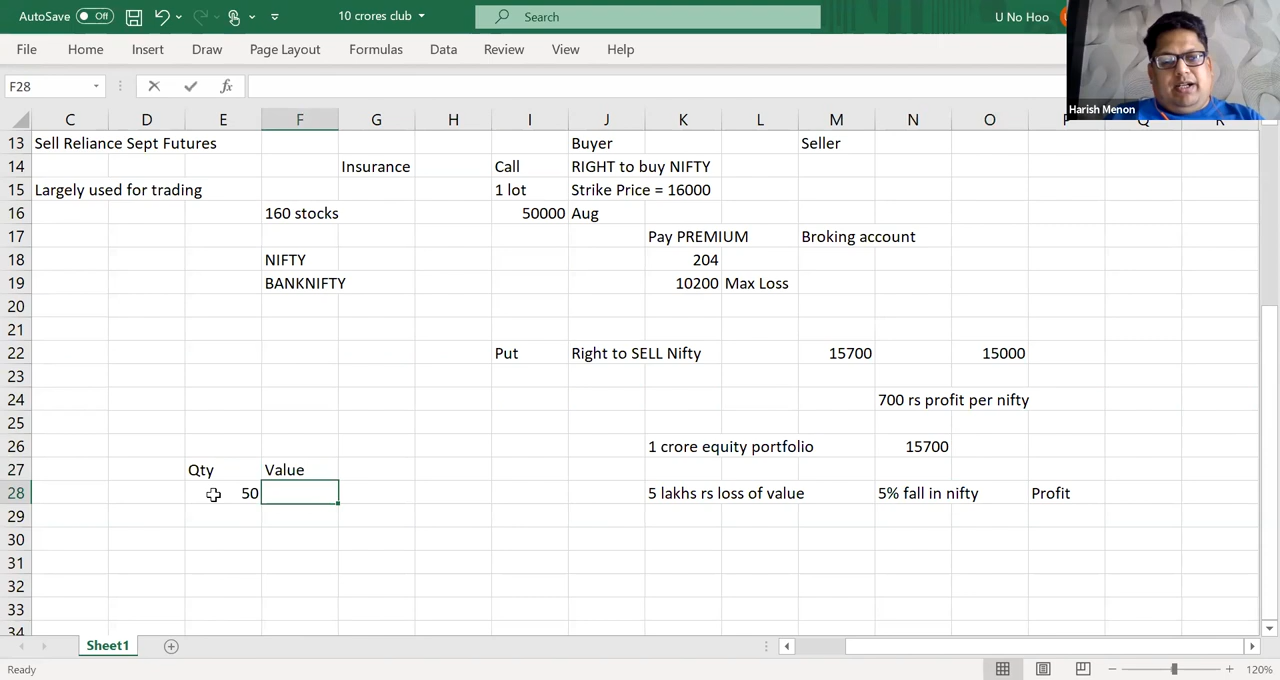 AutoSave Off 10 crores club Search U No Hoo
File Home Insert Draw Page Layout Formulas Data Review View Help
F28 fx
Harish Menon
C D E F G H I J K L M N O
13 Sell Reliance Sept Futures Buyer Seller
14 Insurance Call RIGHT to buy NIFTY
15 Largely used for trading 1 lot Strike Price = 16000
16 160 stocks 50000 Aug
17 Pay PREMIUM Broking account
18 NIFTY 204
19 BANKNIFTY 10200 Max Loss
20
21
22 Put Right to SELL Nifty 15700 15000
23
24 700 rs profit per nifty
25
26 1 crore equity portfolio 15700
27 Qty Value
28 50 5 lakhs rs loss of value 5% fall in nifty Profit
29
30
31
32
33
34
Sheet1
Ready 120%